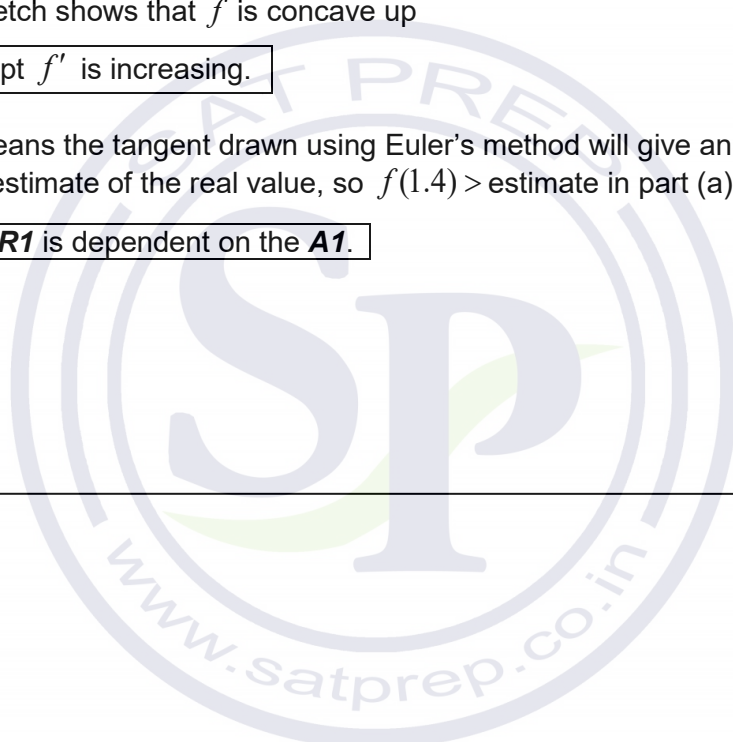 etch shows that f is concave up
pt f′ is increasing.
eans the tangent drawn using Euler's method will give an
estimate of the real value, so f(1.4) > estimate in part (a)
R1 is dependent on the A1.
SAT PREP
SP
www.satprep.co.in